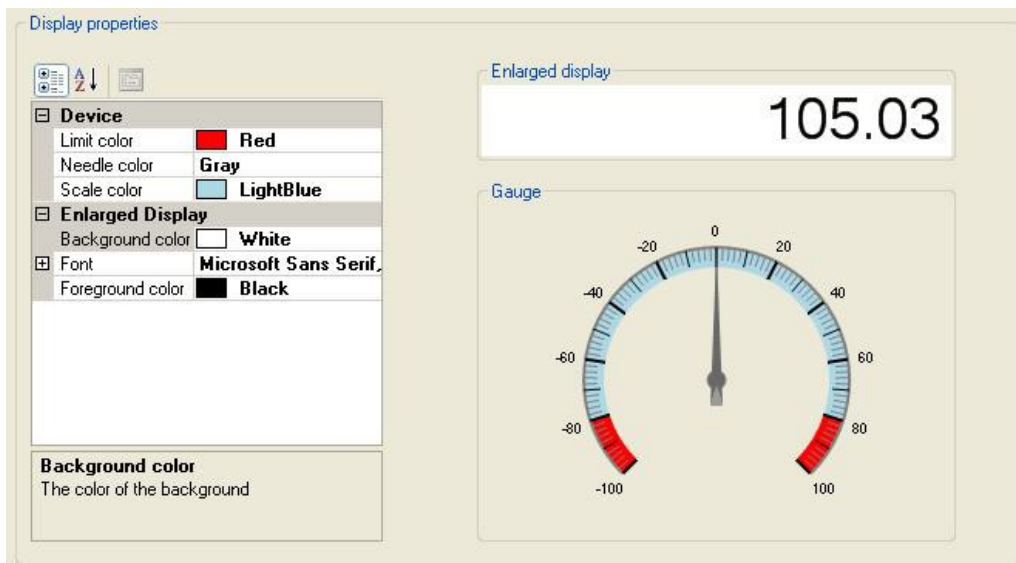 Display properties
A
Z
Device
Limit color Red
Needle color Gray
Scale color LightBlue
Enlarged Display
Background color White
Font Microsoft Sans Serif,
Foreground color Black
Background color
The color of the background
Enlarged display
105.03
Gauge
0
-20 20
-40 40
-60 60
-80 80
-100 100